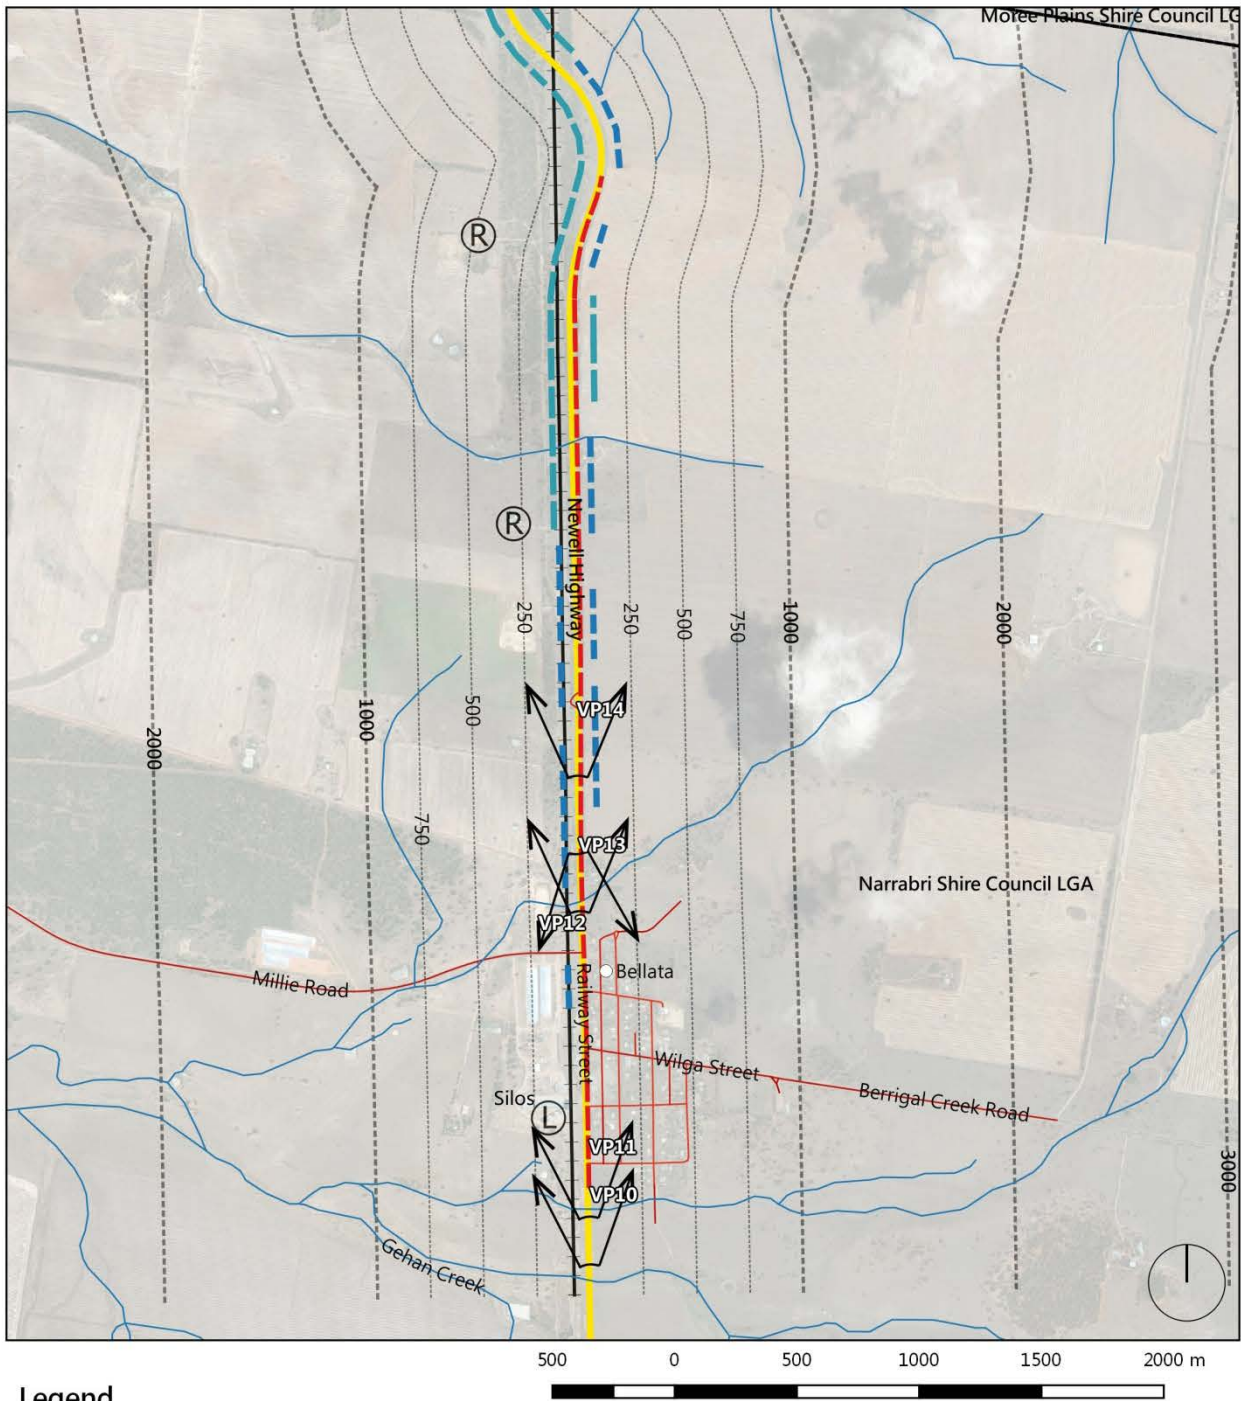 Moree Plains Shire Council LG
R
R
Newell Highway
250
250
500
750
1000
2000
500
1000
2000
750
VP14
VP13
Narrabri Shire Council LGA
VP12
Bellata
Millie Road
Railway Street
Wilga Street
Berrigal Creek Road
Silos
L
VP11
3000
VP10
Gehan Creek
500 0 500 1000 1500 2000 m
Legend